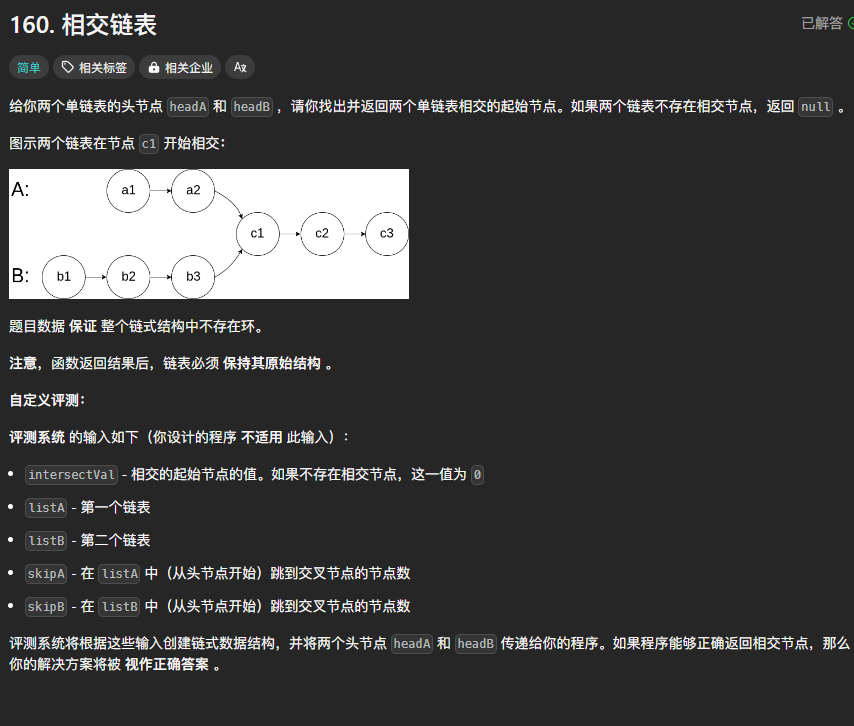 160. 相交链表
已解答
简单 相关标签 相关企业 Ax
给你两个单链表的头节点 headA 和 headB ，请你找出并返回两个单链表相交的起始节点。如果两个链表不存在相交节点，返回 null 。
图示两个链表在节点 c1 开始相交：
A: a1 a2
c1 c2 c3
B: b1 b2 b3
题目数据 保证 整个链式结构中不存在环。
注意，函数返回结果后，链表必须 保持其原始结构 。
自定义评测：
评测系统 的输入如下（你设计的程序 不适用 此输入）：
intersectVal - 相交的起始节点的值。如果不存在相交节点，这一值为 0
listA - 第一个链表
listB - 第二个链表
skipA - 在 listA 中（从头节点开始）跳到交叉节点的节点数
skipB - 在 listB 中（从头节点开始）跳到交叉节点的节点数
评测系统将根据这些输入创建链式数据结构，并将两个头节点 headA 和 headB 传递给你的程序。如果程序能够正确返回相交节点，那么
你的解决方案将被 视作正确答案 。